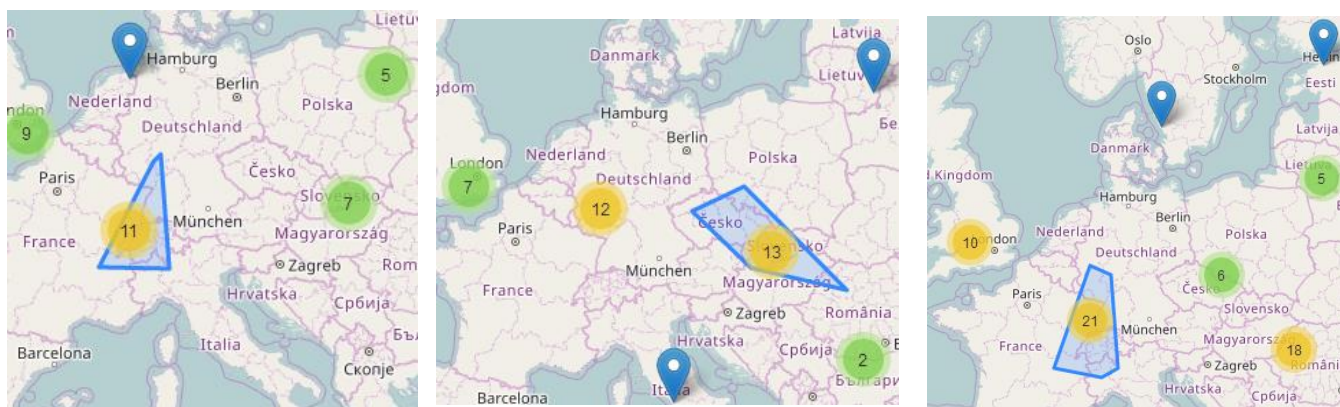 Lietu
Hamburg
Berlin
5
Nederland
Polska
9
Deutschland
Paris
Česko
Slovensko
7
11
München
France
Magyarország
Zagreb
Rom
Hrvatska
Србија
Italia
Barcelona
Скопје
Latvija
Danmark
Lietuva
gdom
Бе
Hamburg
Berlin
London
Nederland
Polska
7
Deutschland
12
Paris
Česko
13
München
Magyarország
France
Zagreb
România
Hrvatska
Србија
2
Barcelona
Oslo
Stockholm
Eesti
Latvija
Danmark
d Kingdom
Lietuva
5
Hamburg
Berlin
10
London
Nederland
Polska
Deutschland
6
Česko
Paris
Slovensko
21
München
France
Magyarország
18
Zagreb
Hrvatska
Србија